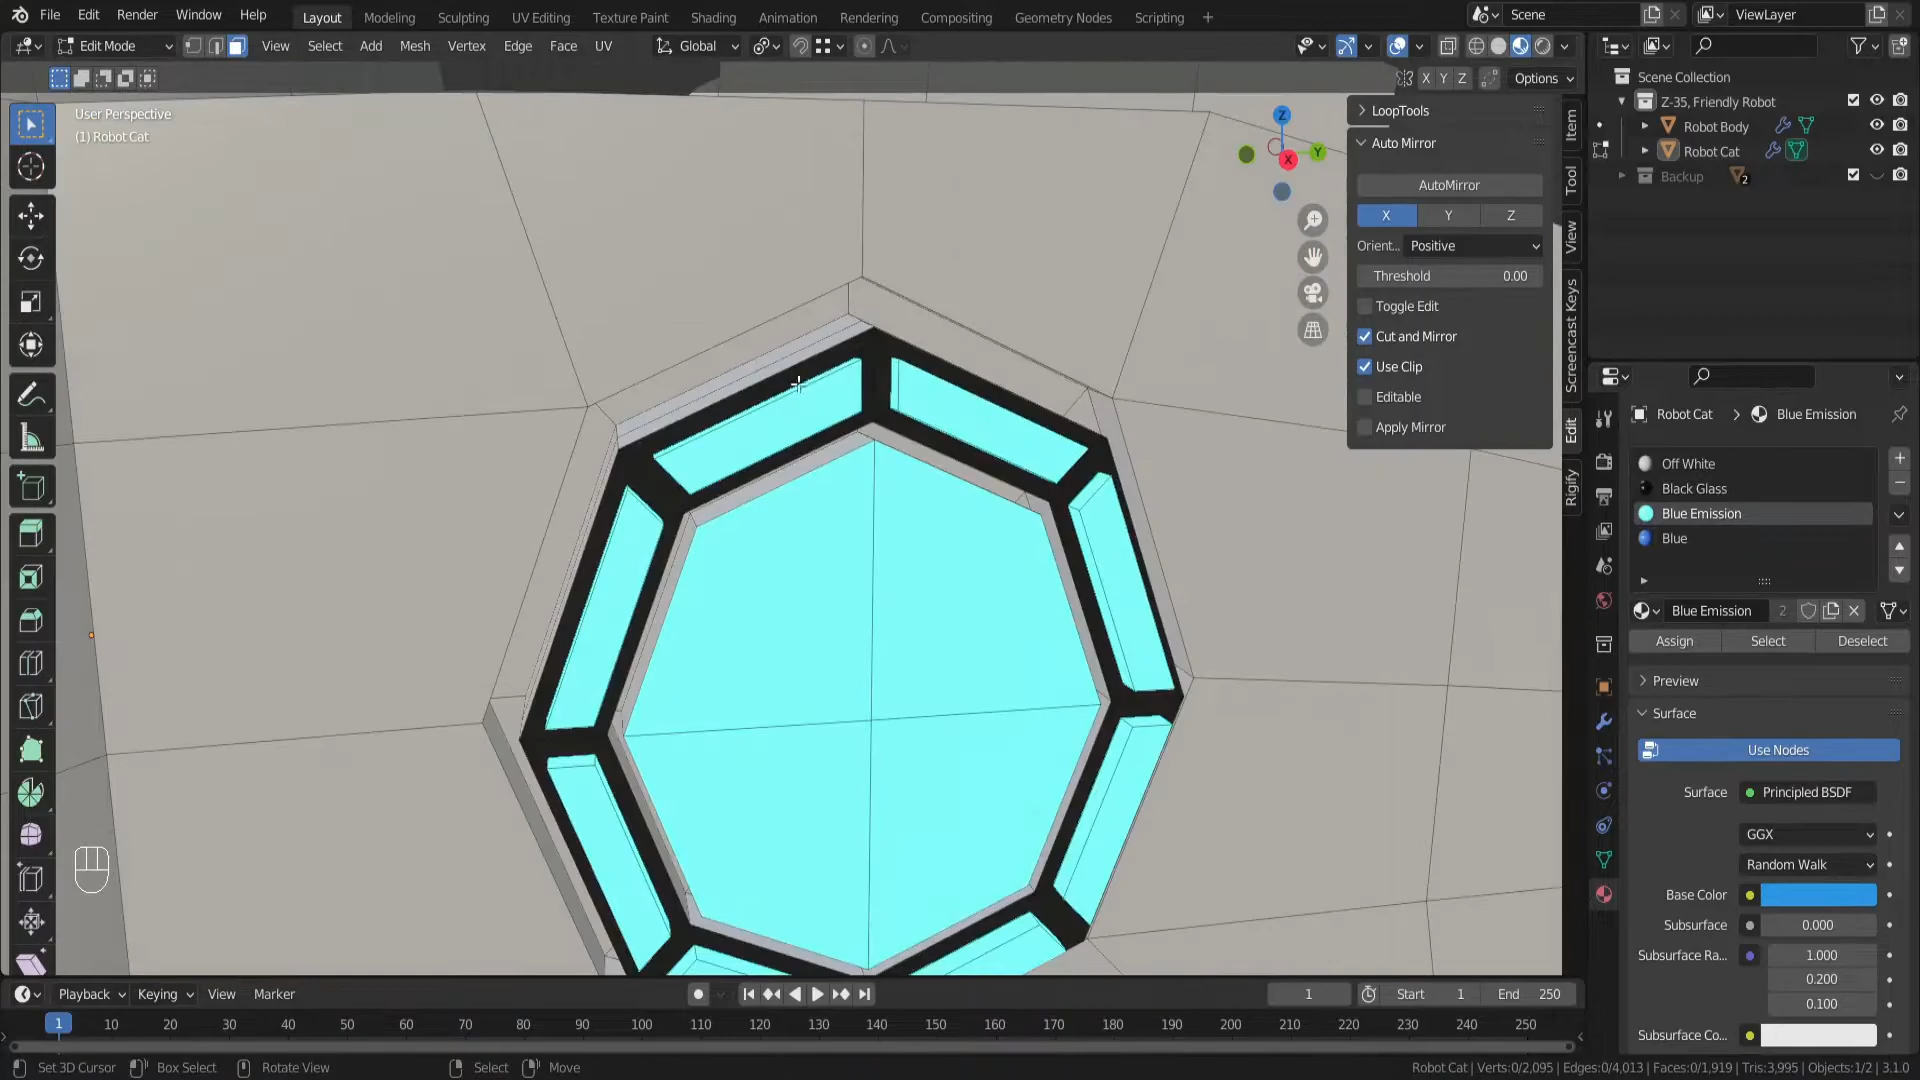 File Edit Render Window Help Layout Modeling Sculpting UV Editing Texture Paint Shading Animation Rendering Compositing Geometry Nodes Scripting + Scene ViewLayer
Edit Mode View Select Add Mesh Vertex Edge Face UV Global
X Y Z Options
User Perspective
(1) Robot Cat
Z
Y
X
LoopTools
Auto Mirror
AutoMirror
X Y Z
Orient... Positive
Threshold 0.00
Toggle Edit
Cut and Mirror
Use Clip
Editable
Apply Mirror
Item
Tool
View
Screencast Keys
Edit
Rigify
Scene Collection
Z-35, Friendly Robot
Robot Body
Robot Cat
Backup 2
Robot Cat > Blue Emission
Off White
Black Glass
Blue Emission
Blue
Blue Emission 2
Assign Select Deselect
Preview
Surface
Use Nodes
Surface Principled BSDF
GGX
Random Walk
Base Color
Subsurface 0.000
Subsurface Ra... 1.000
0.200
0.100
Subsurface Co...
Playback Keying View Marker 1 Start 1 End 250
1 10 20 30 40 50 60 70 80 90 100 110 120 130 140 150 160 170 180 190 200 210 220 230 240 250
Set 3D Cursor Box Select Rotate View Select Move Robot Cat | Verts:0/2,095 | Edges:0/4,013 | Faces:0/1,919 | Tris:3,995 | Objects:1/2 | 3.1.0